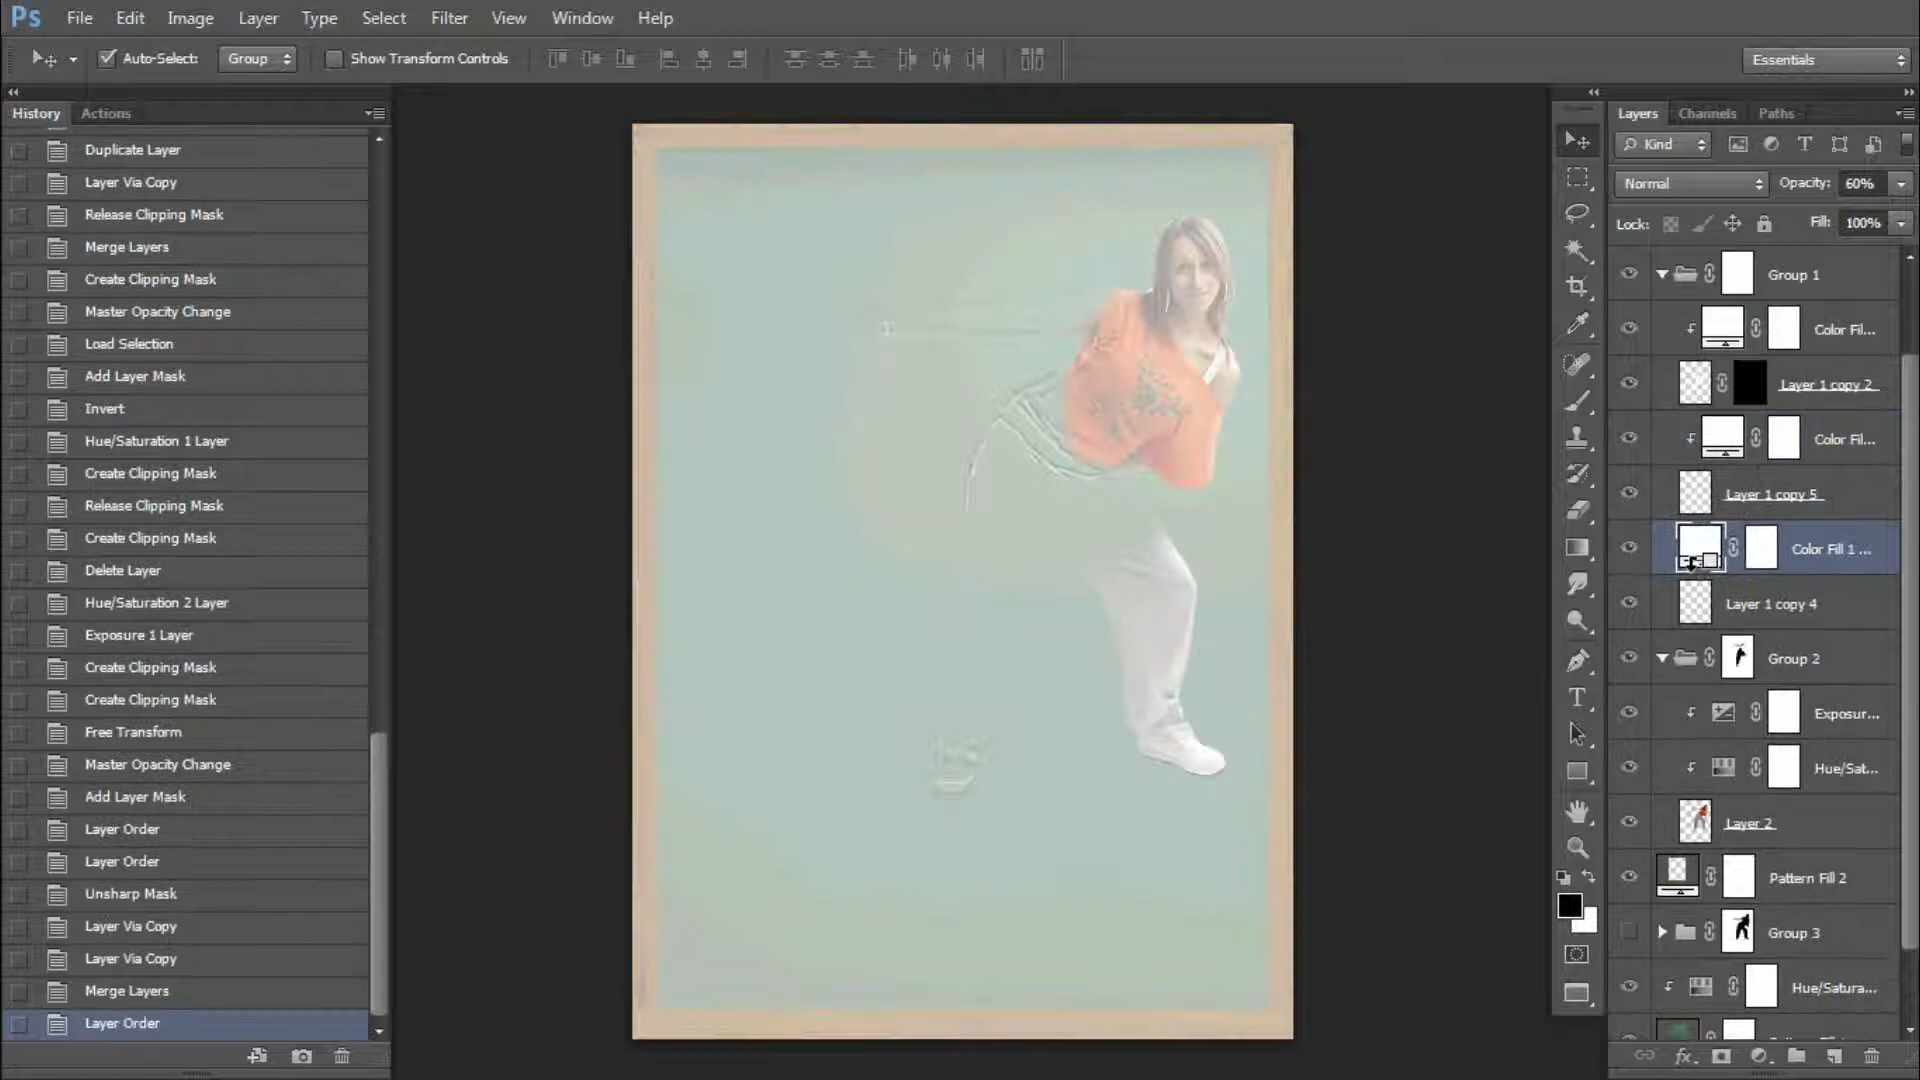 Ps File Edit Image Layer Type Select Filter View Window Help
Auto-Select: Group Show Transform Controls Essentials
History Actions
Duplicate Layer
Layer Via Copy
Release Clipping Mask
Merge Layers
Create Clipping Mask
Master Opacity Change
Load Selection
Add Layer Mask
Invert
Hue/Saturation 1 Layer
Create Clipping Mask
Release Clipping Mask
Create Clipping Mask
Delete Layer
Hue/Saturation 2 Layer
Exposure 1 Layer
Create Clipping Mask
Create Clipping Mask
Free Transform
Master Opacity Change
Add Layer Mask
Layer Order
Layer Order
Unsharp Mask
Layer Via Copy
Layer Via Copy
Merge Layers
Layer Order
Layers Channels Paths
Kind
Normal Opacity: 60%
Lock: Fill: 100%
Group 1
Color Fil...
Layer 1 copy 2
Color Fil...
Layer 1 copy 5
Color Fill 1 ...
Layer 1 copy 4
Group 2
Exposur...
Hue/Sat...
Layer 2
Pattern Fill 2
Group 3
Hue/Satura...